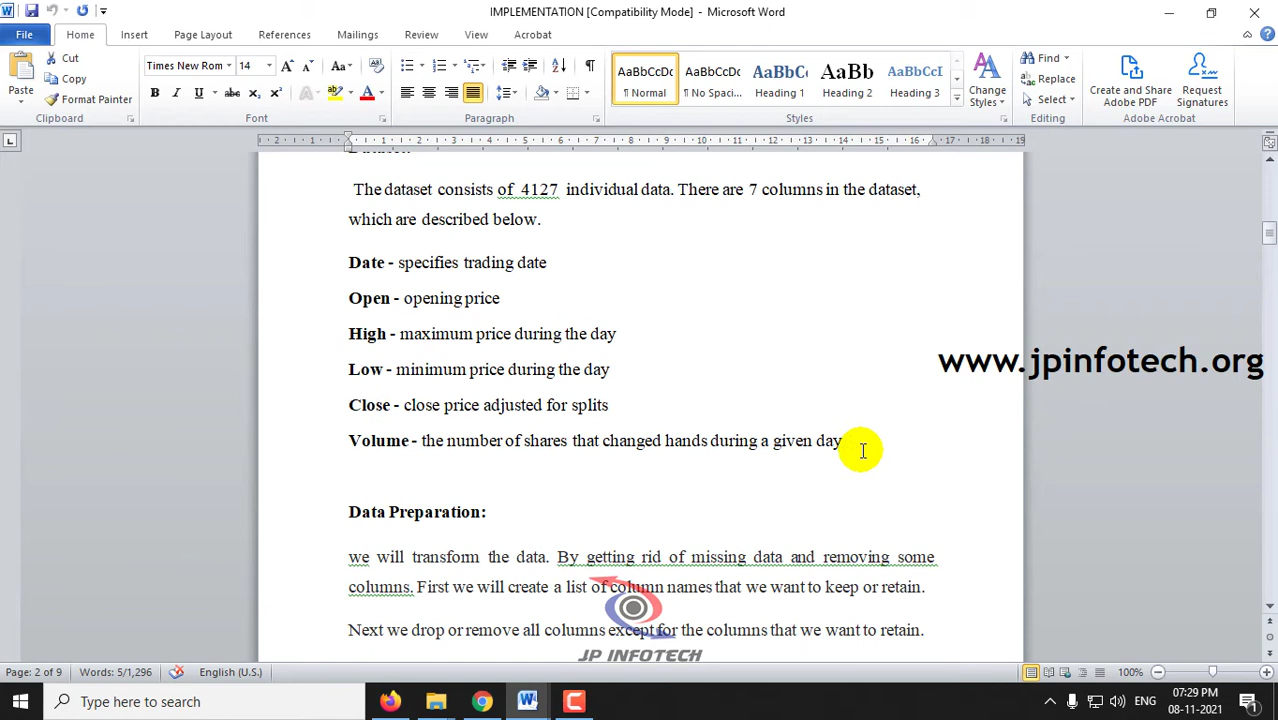 IMPLEMENTATION [Compatibility Mode] - Microsoft Word
File Home Insert Page Layout References Mailings Review View Acrobat
Paste
Cut
Copy
Format Painter
Clipboard
Times New Rom 14
Font
Paragraph
AaBbCcDc AaBbCcDc AaBbC AaBb AaBbCcI
¶ Normal ¶ No Spaci... Heading 1 Heading 2 Heading 3
Change Styles
Styles
Find
Replace
Select
Editing
Create and Share Adobe PDF
Request Signatures
Adobe Acrobat
The dataset consists of 4127 individual data. There are 7 columns in the dataset,
which are described below.
Date - specifies trading date
Open - opening price
High - maximum price during the day
www.jpinfotech.org
Low - minimum price during the day
Close - close price adjusted for splits
Volume - the number of shares that changed hands during a given day
Data Preparation:
we will transform the data. By getting rid of missing data and removing some
columns. First we will create a list of column names that we want to keep or retain.
Next we drop or remove all columns except for the columns that we want to retain.
JP INFOTECH
Page: 2 of 9 Words: 5/1,296 English (U.S.) 100%
Type here to search
ENG
07:29 PM
08-11-2021